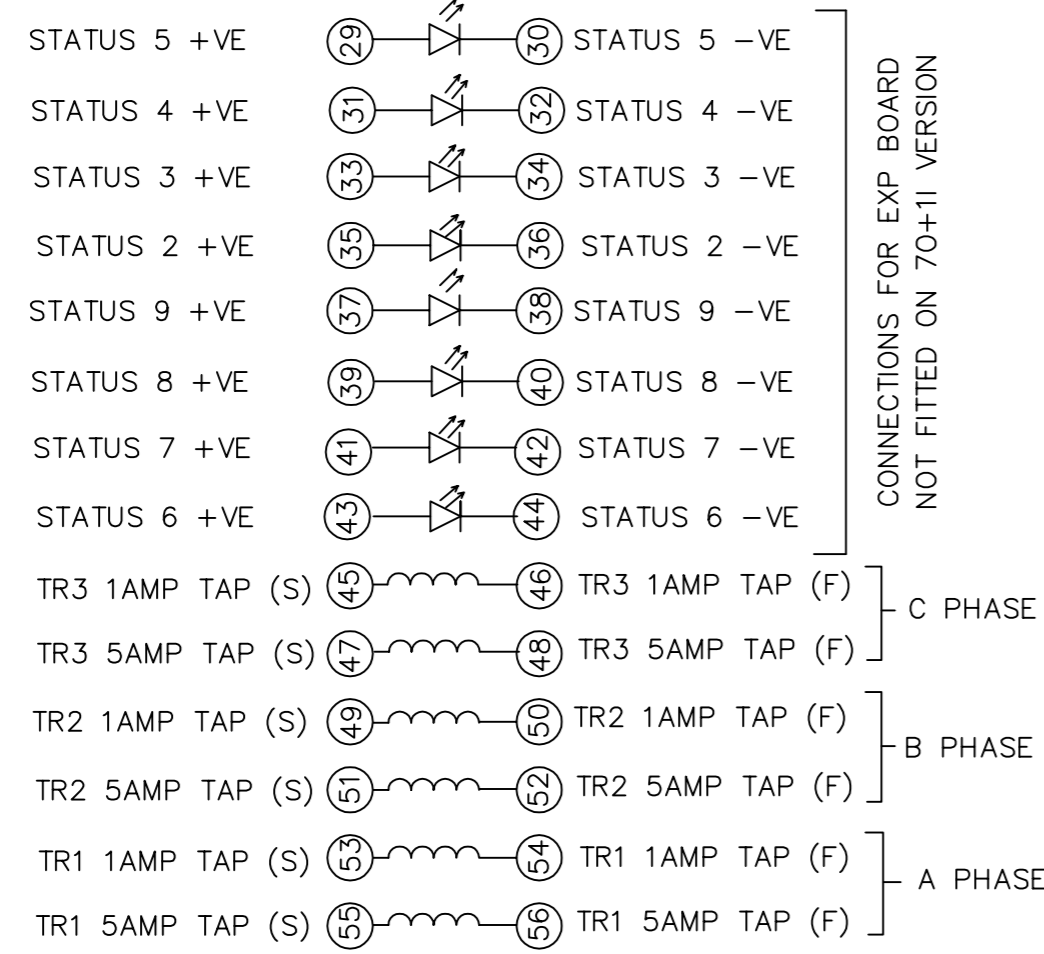 STATUS 5 +VE 29 30 STATUS 5 −VE
STATUS 4 +VE 31 32 STATUS 4 −VE
STATUS 3 +VE 33 34 STATUS 3 −VE
STATUS 2 +VE 35 36 STATUS 2 −VE
STATUS 9 +VE 37 38 STATUS 9 −VE
STATUS 8 +VE 39 40 STATUS 8 −VE
STATUS 7 +VE 41 42 STATUS 7 −VE
STATUS 6 +VE 43 44 STATUS 6 −VE
CONNECTIONS FOR EXP BOARD
NOT FITTED ON 70+1I VERSION
TR3 1AMP TAP (S) 45 46 TR3 1AMP TAP (F)
TR3 5AMP TAP (S) 47 48 TR3 5AMP TAP (F)
C PHASE
TR2 1AMP TAP (S) 49 50 TR2 1AMP TAP (F)
TR2 5AMP TAP (S) 51 52 TR2 5AMP TAP (F)
B PHASE
TR1 1AMP TAP (S) 53 54 TR1 1AMP TAP (F)
TR1 5AMP TAP (S) 55 56 TR1 5AMP TAP (F)
A PHASE